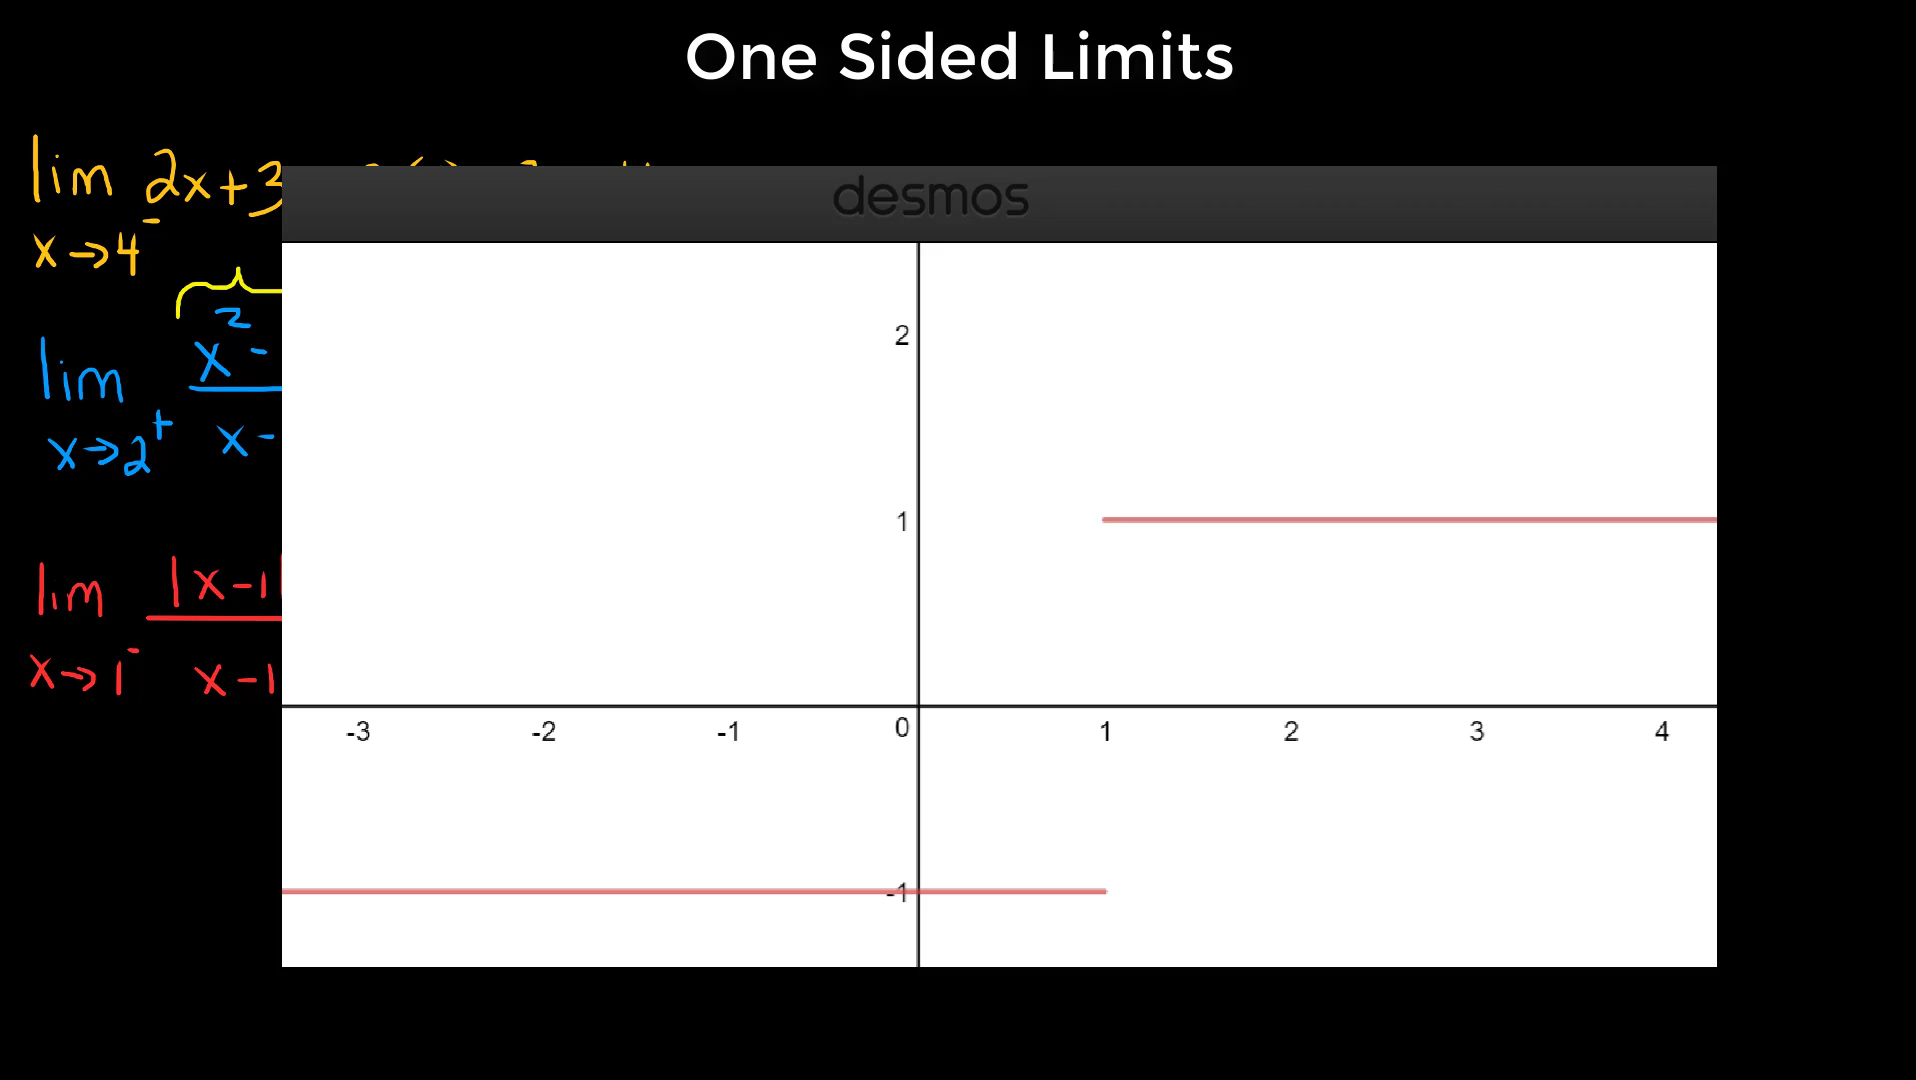 One Sided Limits
lim 2x+3
x→4⁻
desmos
lim x² -
x→2⁺ x-
lim |x-1|
x→1⁻ x-1
2
1
-3 -2 -1 0 1 2 3 4
-1